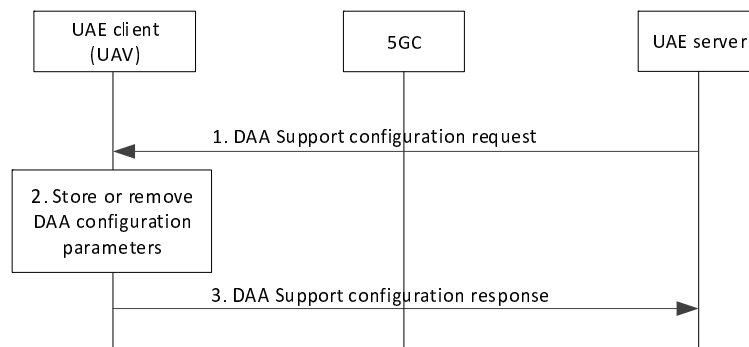 UAE client
(UAV)
5GC
UAE server
1. DAA Support configuration request
2. Store or remove
DAA configuration
parameters
3. DAA Support configuration response